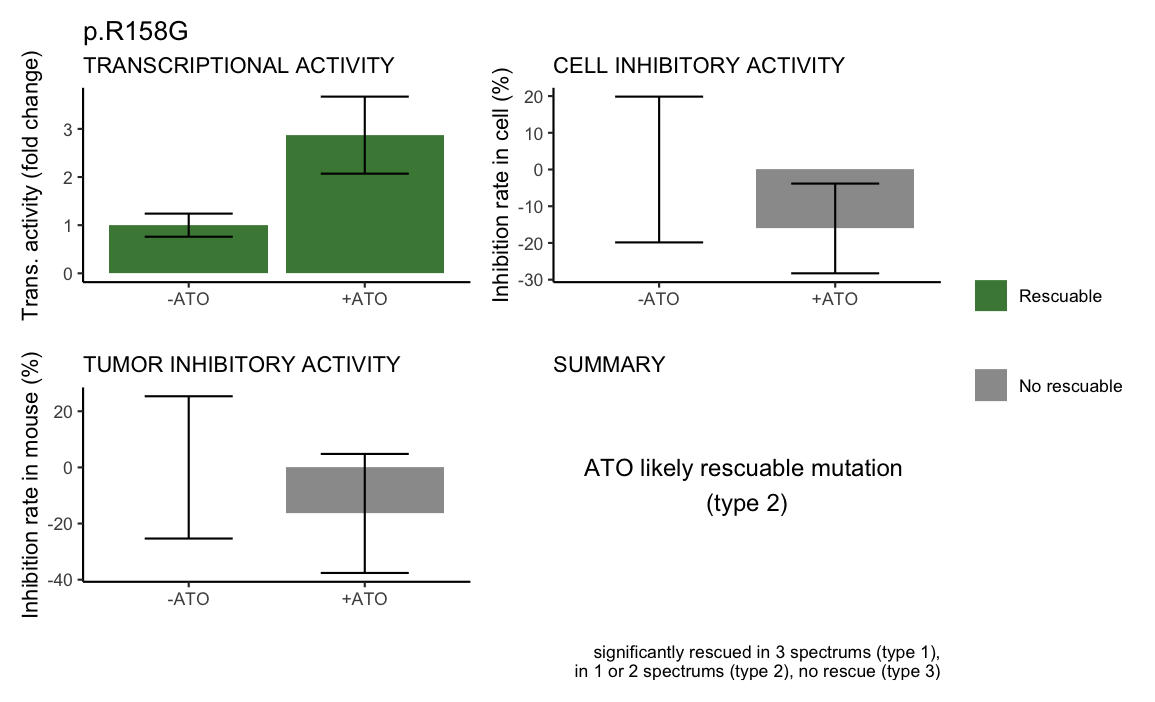 p.R158G
TRANSCRIPTIONAL ACTIVITY
Trans. activity (fold change)
3
2
1
0
-ATO
+ATO
CELL INHIBITORY ACTIVITY
Inhibition rate in cell (%)
20
10
0
-10
-20
-30
-ATO
+ATO
Rescuable
No rescuable
TUMOR INHIBITORY ACTIVITY
Inhibition rate in mouse (%)
20
0
-20
-40
-ATO
+ATO
SUMMARY
ATO likely rescuable mutation
(type 2)
significantly rescued in 3 spectrums (type 1),
in 1 or 2 spectrums (type 2), no rescue (type 3)